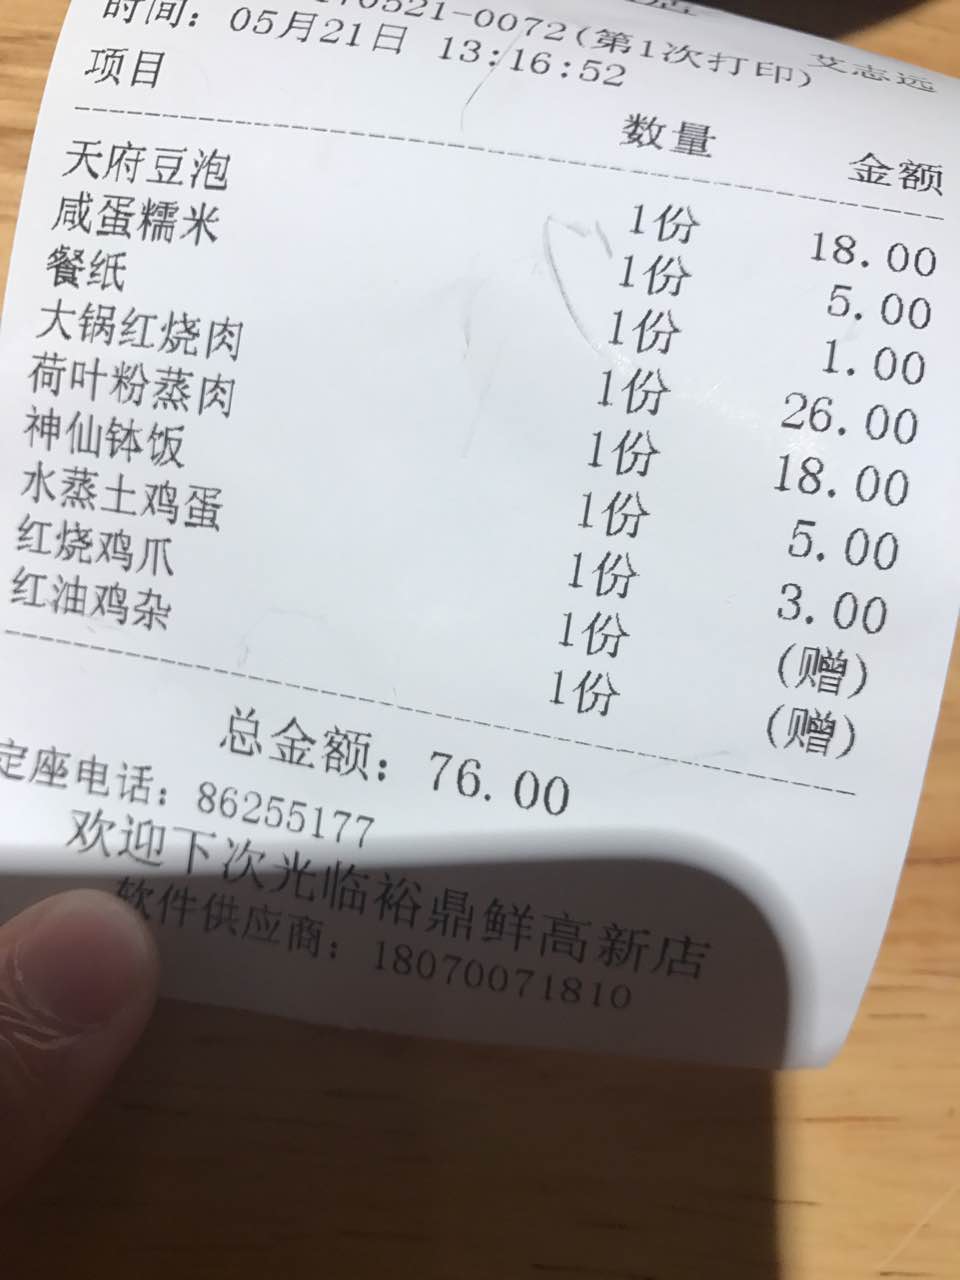 170521-0072(第1次打印) 艾志远
时间: 05月21日 13:16:52
项目 数量 金额
天府豆泡 1份 18.00
咸蛋糯米 1份 5.00
餐纸 1份 1.00
大锅红烧肉 1份 26.00
荷叶粉蒸肉 1份 18.00
神仙钵饭 1份 5.00
水蒸土鸡蛋 1份 3.00
红烧鸡爪 1份 (赠)
红油鸡杂 1份 (赠)
总金额: 76.00
定座电话: 86255177
欢迎下次光临裕鼎鲜高新店
软件供应商: 18070071810